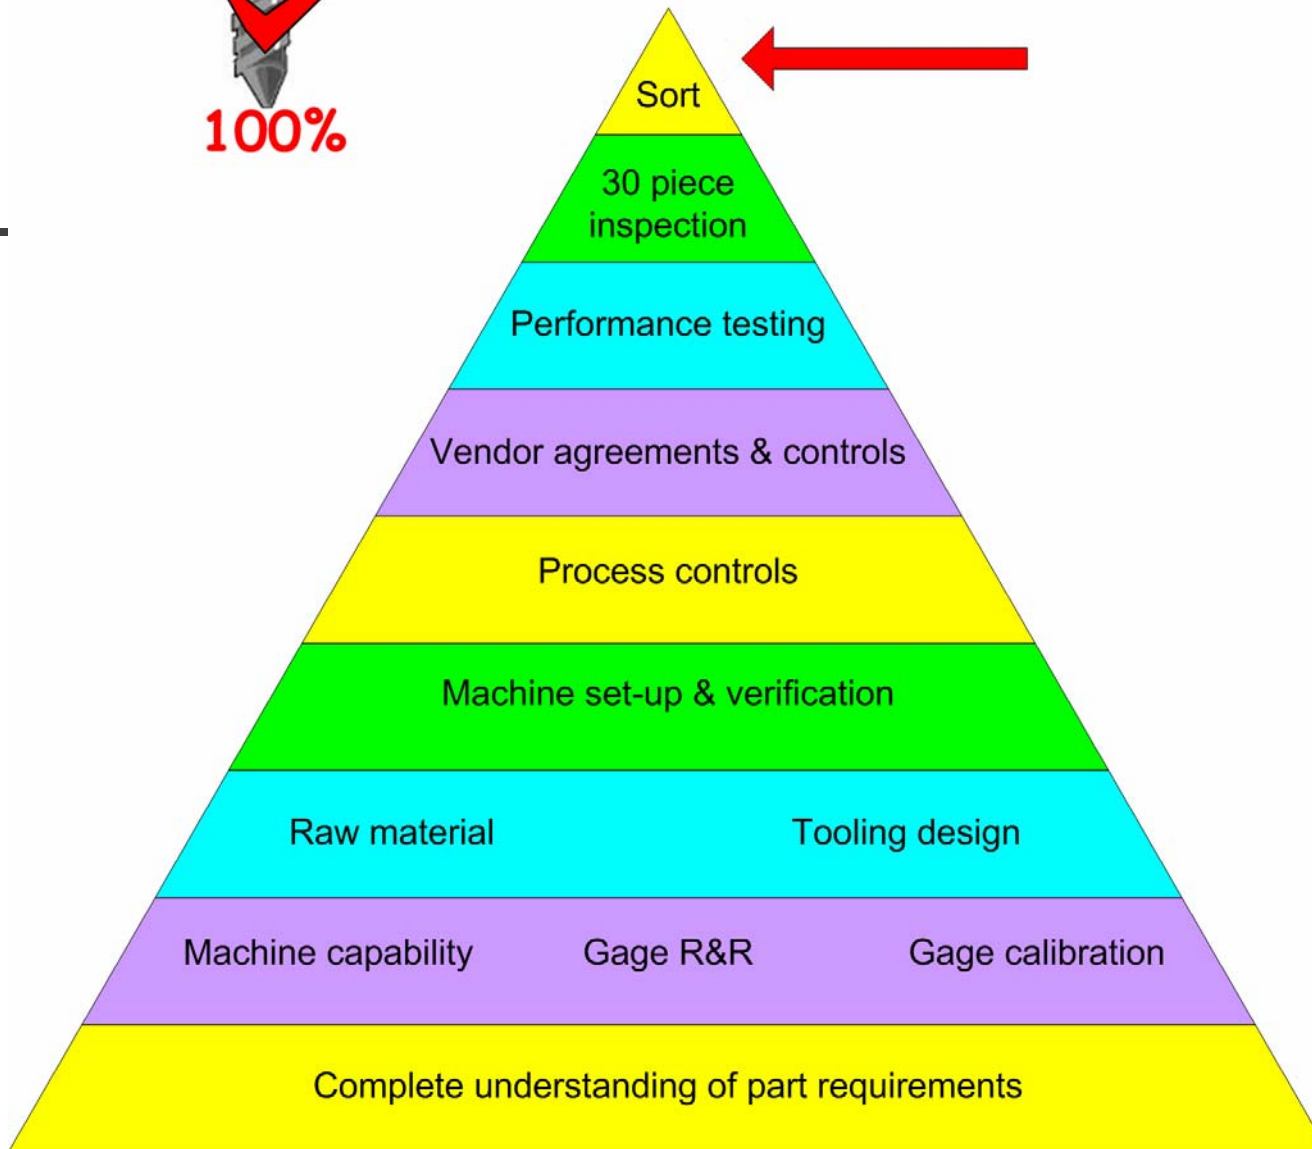 100%
Sort
30 piece
inspection
Performance testing
Vendor agreements & controls
Process controls
Machine set-up & verification
Raw material
Tooling design
Machine capability
Gage R&R
Gage calibration
Complete understanding of part requirements